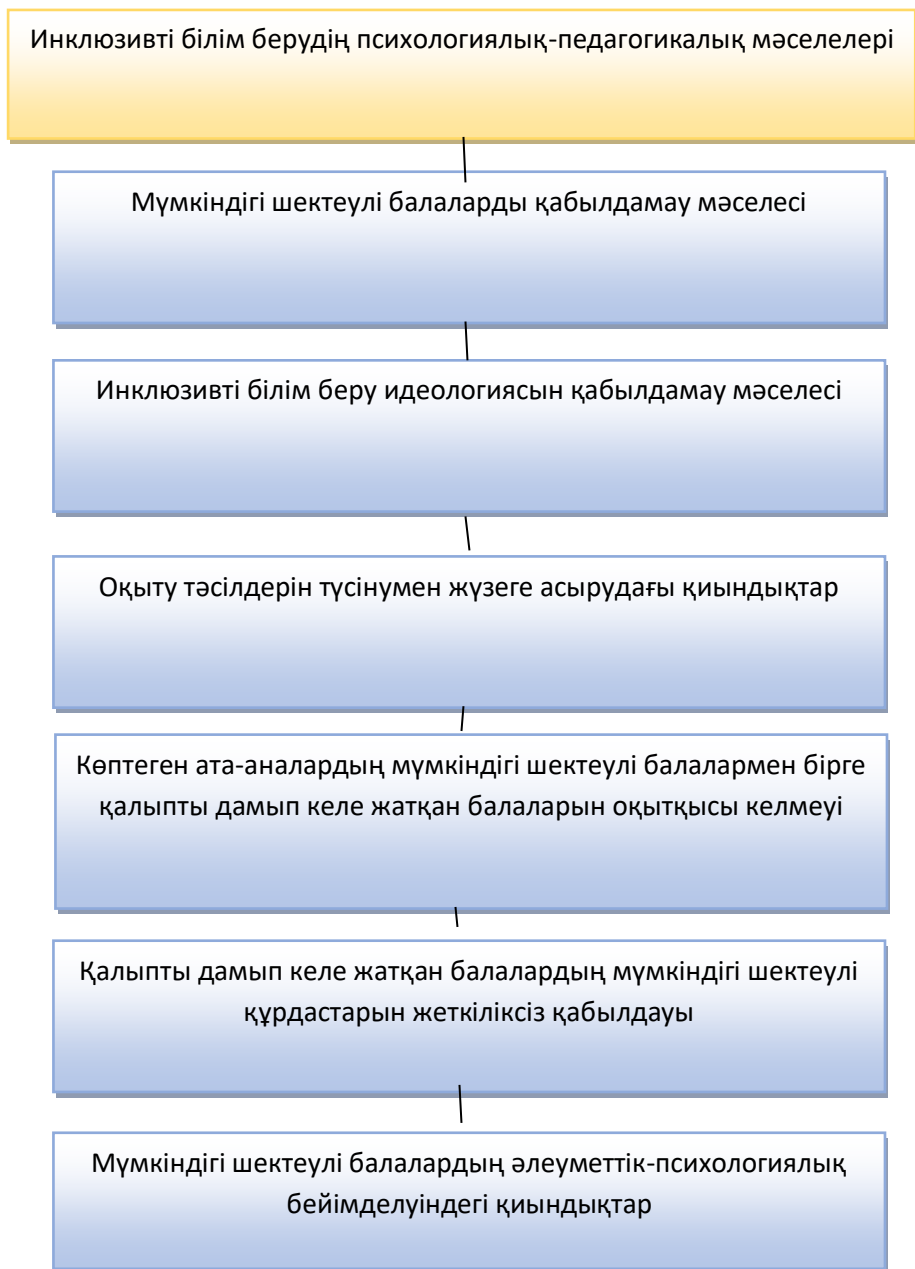 Инклюзивті білім берудің психологиялық-педагогикалық мәселелері
Мүмкіндігі шектеулі балаларды қабылдамау мәселесі
Инклюзивті білім беру идеологиясын қабылдамау мәселесі
Оқыту тәсілдерін түсінумен жүзеге асырудағы қиындықтар
Көптеген ата-аналардың мүмкіндігі шектеулі балалармен бірге
қалыпты дамып келе жатқан балаларын оқытқысы келмеуі
Қалыпты дамып келе жатқан балалардың мүмкіндігі шектеулі
құрдастарын жеткіліксіз қабылдауы
Мүмкіндігі шектеулі балалардың әлеуметтік-психологиялық
бейімделуіндегі қиындықтар